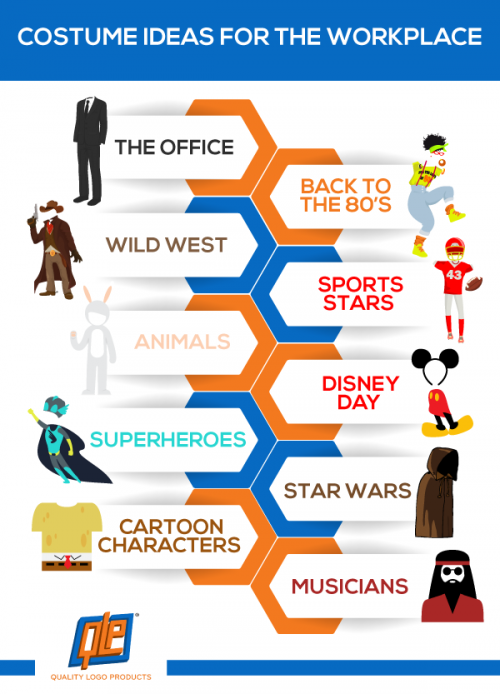 COSTUME IDEAS FOR THE WORKPLACE
THE OFFICE
BACK TO
THE 80'S
WILD WEST
SPORTS
STARS
43
ANIMALS
DISNEY
DAY
SUPERHEROES
STAR WARS
CARTOON
CHARACTERS
MUSICIANS
QLP
®
QUALITY LOGO PRODUCTS